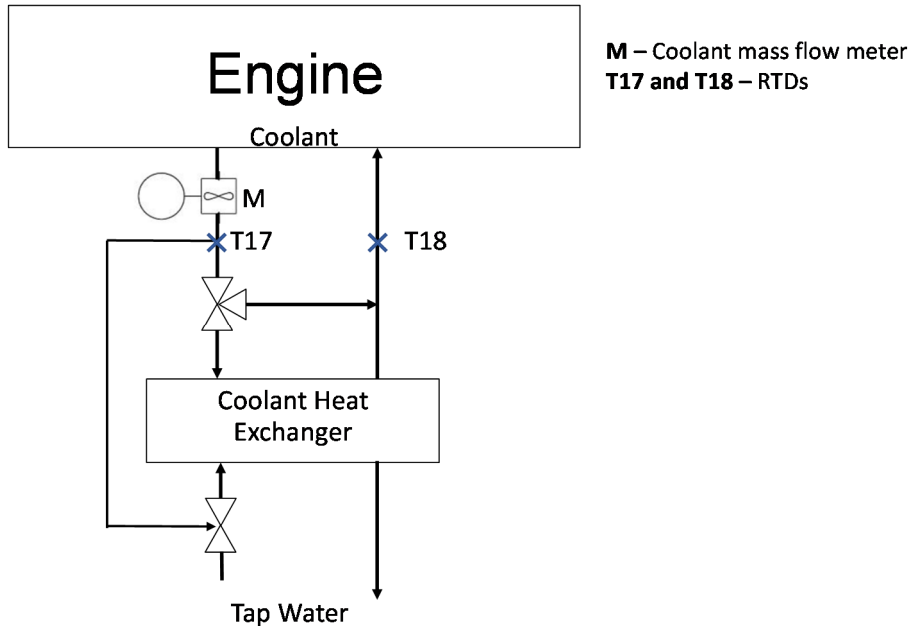 Engine
Coolant
M – Coolant mass flow meter
T17 and T18 – RTDs
M
T17
T18
Coolant Heat
Exchanger
Tap Water